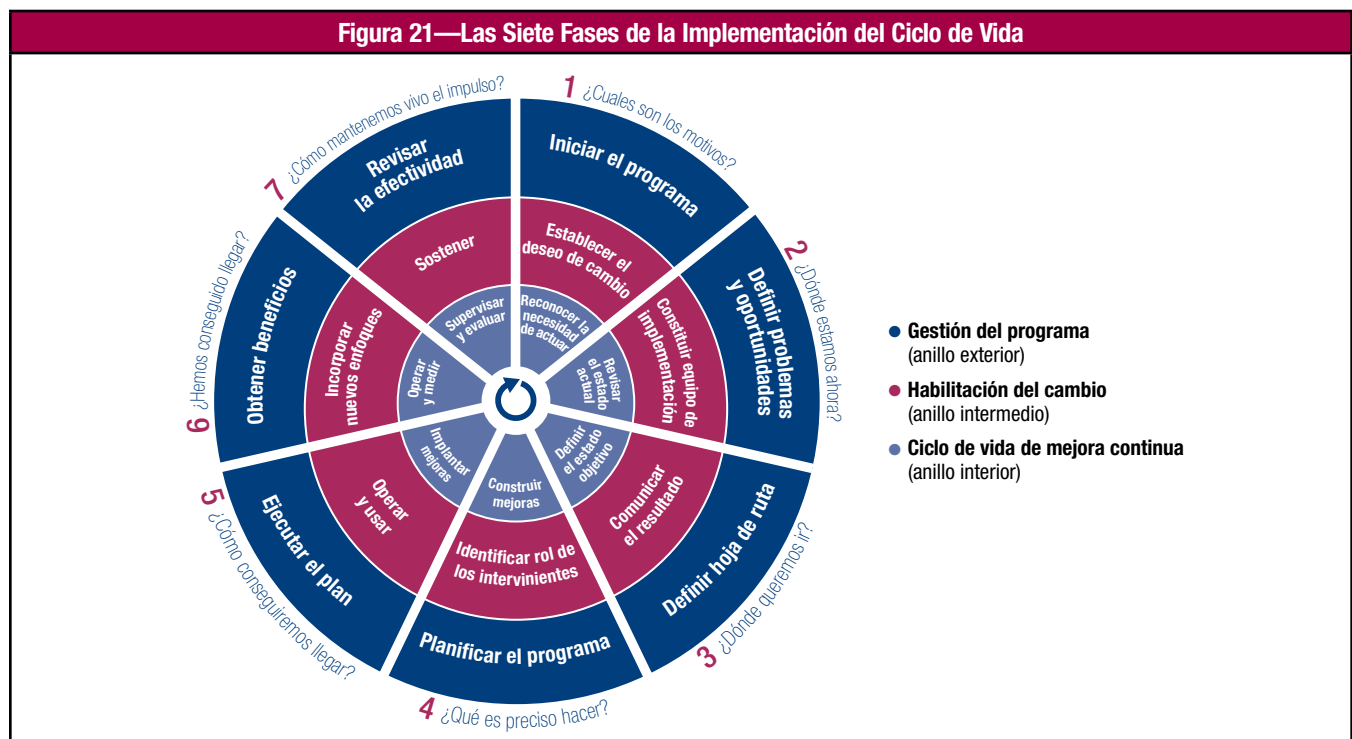 Figura 21—Las Siete Fases de la Implementación del Ciclo de Vida
1 ¿Cuales son los motivos?
Iniciar el programa
Establecer el
deseo de cambio
Reconocer la
necesidad
de actuar
2 ¿Dónde estamos ahora?
Definir problemas
y oportunidades
Constituir equipo de
implementación
Revisar
el estado
actual
3 ¿Dónde queremos ir?
Definir hoja de ruta
Comunicar
el resultado
Definir
el estado
objetivo
4 ¿Qué es preciso hacer?
Planificar el programa
Identificar rol de
los intervinientes
Construir
mejoras
5 ¿Cómo conseguiremos llegar?
Ejecutar el plan
Operar
y usar
Implantar
mejoras
6 ¿Hemos conseguido llegar?
Obtener beneficios
Incorporar
nuevos enfoques
Operar
y medir
7 ¿Cómo mantenemos vivo el impulso?
Revisar
la efectividad
Sostener
Supervisar
y evaluar
Gestión del programa
(anillo exterior)
Habilitación del cambio
(anillo intermedio)
Ciclo de vida de mejora continua
(anillo interior)